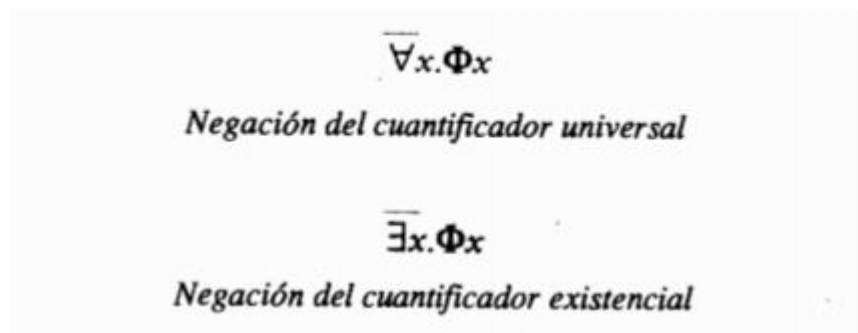 ∀̅x̅.Φx
Negación del cuantificador universal
∃̅x̅.Φx
Negación del cuantificador existencial